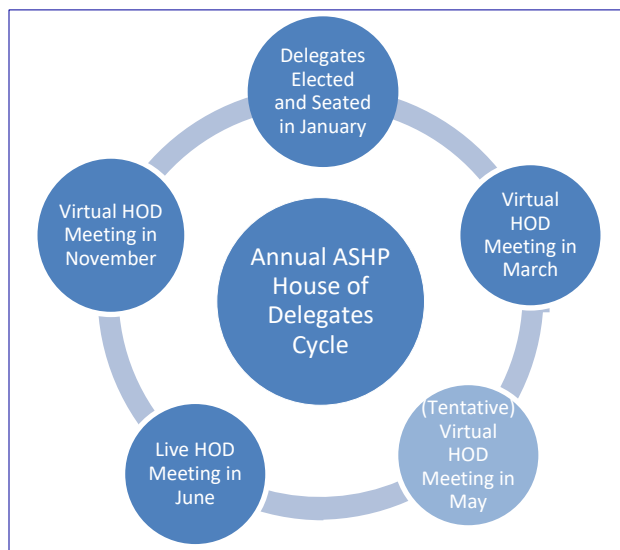 Delegates
Elected
and Seated
in January
Virtual
HOD
Meeting in
March
(Tentative)
Virtual
HOD
Meeting in
May
Live HOD
Meeting in
June
Virtual HOD
Meeting in
November
Annual ASHP
House of
Delegates
Cycle